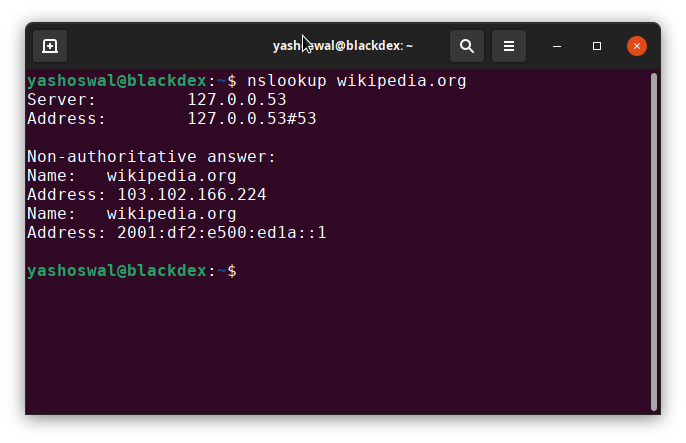 yashoswal@blackdex: ~
yashoswal@blackdex:~$ nslookup wikipedia.org
Server:         127.0.0.53
Address:        127.0.0.53#53
Non-authoritative answer:
Name:   wikipedia.org
Address: 103.102.166.224
Name:   wikipedia.org
Address: 2001:df2:e500:ed1a::1
yashoswal@blackdex:~$